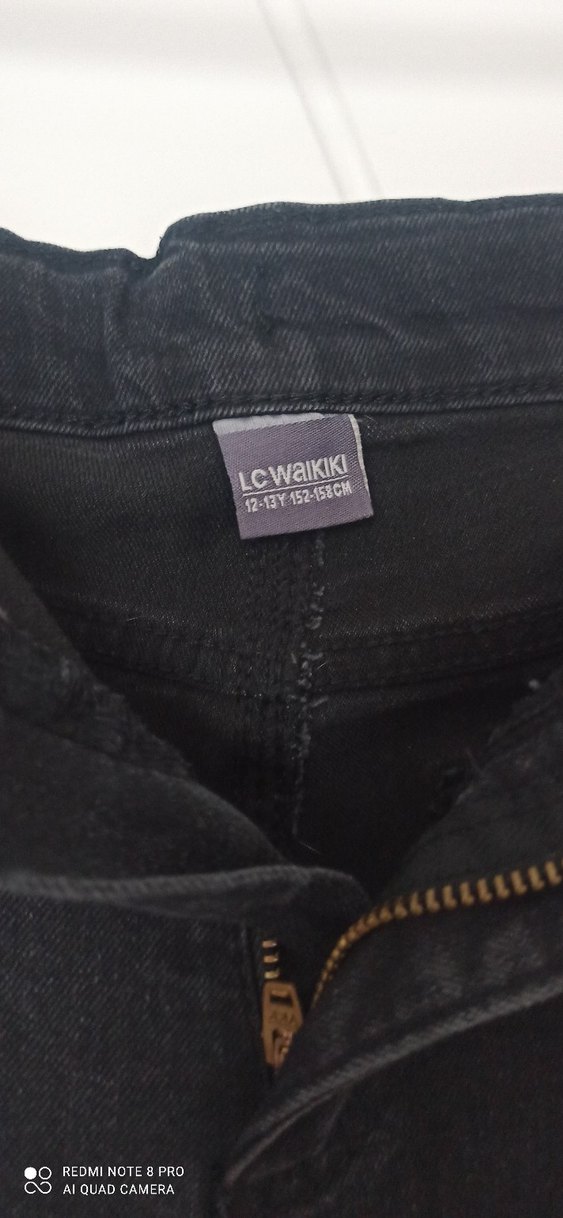 LC WAIKIKI
12-13Y 152-158CM
REDMI NOTE 8 PRO
AI QUAD CAMERA